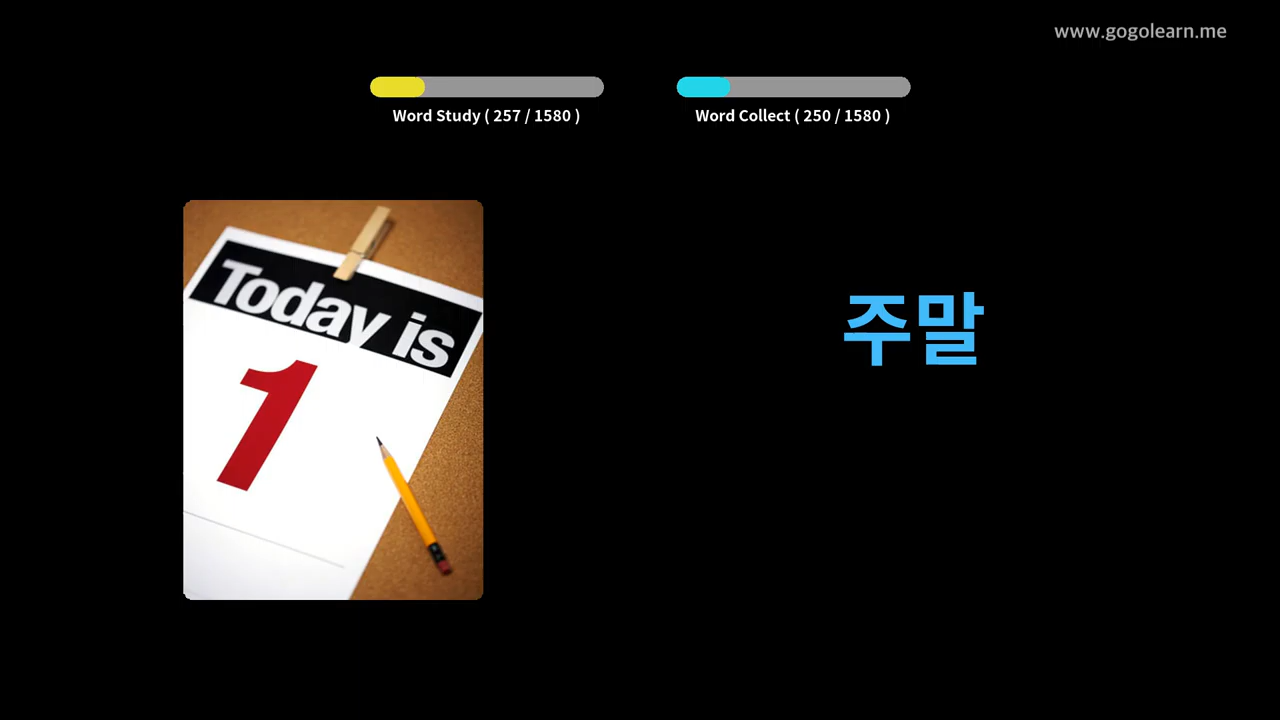 www.gogolearn.me
Word Study ( 257 / 1580 )
Word Collect ( 250 / 1580 )
Today is
1
주말